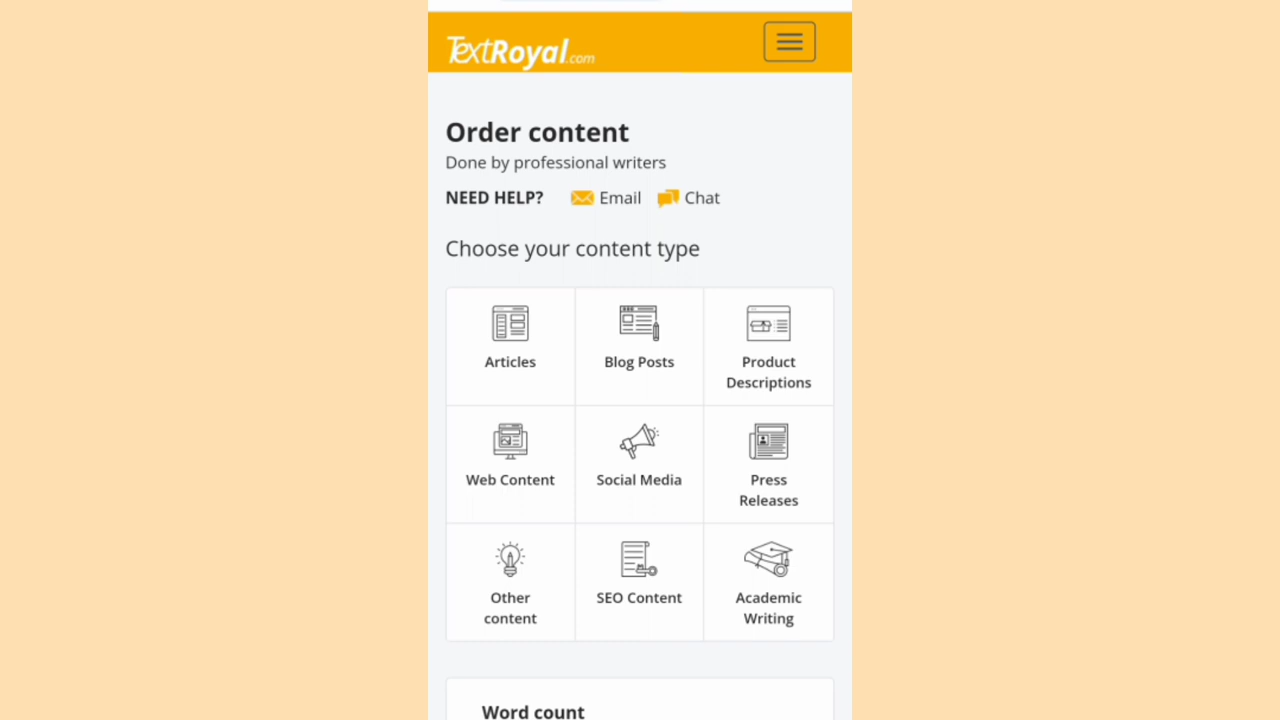 TextRoyal.com
Order content
Done by professional writers
NEED HELP? Email Chat
Choose your content type
Articles
Blog Posts
Product
Descriptions
Web Content
Social Media
Press
Releases
Other
content
SEO Content
Academic
Writing
Word count